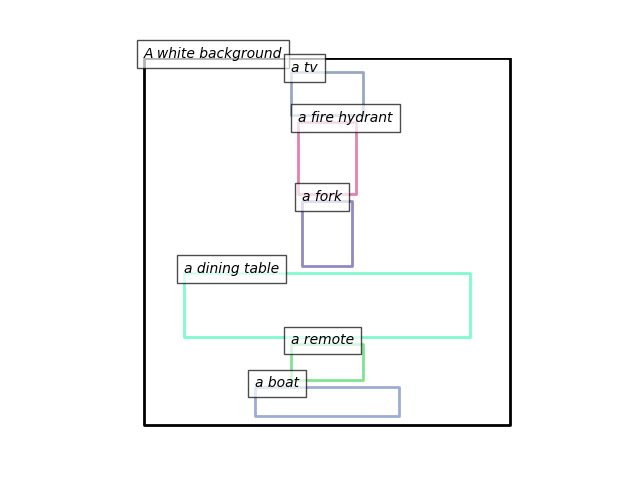 A white background
a tv
a fire hydrant
a fork
a dining table
a remote
a boat